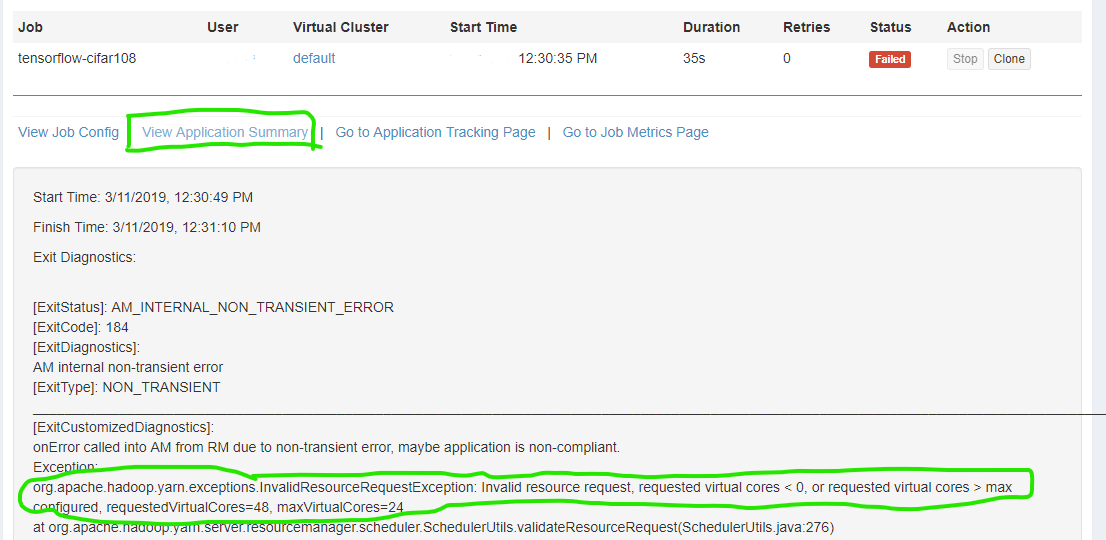 Job User Virtual Cluster Start Time Duration Retries Status Action
tensorflow-cifar108 default 12:30:35 PM 35s 0 Failed Stop Clone
View Job Config View Application Summary | Go to Application Tracking Page | Go to Job Metrics Page
Start Time: 3/11/2019, 12:30:49 PM
Finish Time: 3/11/2019, 12:31:10 PM
Exit Diagnostics:
[ExitStatus]: AM_INTERNAL_NON_TRANSIENT_ERROR
[ExitCode]: 184
[ExitDiagnostics]:
AM internal non-transient error
[ExitType]: NON_TRANSIENT
[ExitCustomizedDiagnostics]:
onError called into AM from RM due to non-transient error, maybe application is non-compliant.
Exception:
org.apache.hadoop.yarn.exceptions.InvalidResourceRequestException: Invalid resource request, requested virtual cores < 0, or requested virtual cores > max
configured, requestedVirtualCores=48, maxVirtualCores=24
at org.apache.hadoop.yarn.server.resourcemanager.scheduler.SchedulerUtils.validateResourceRequest(SchedulerUtils.java:276)